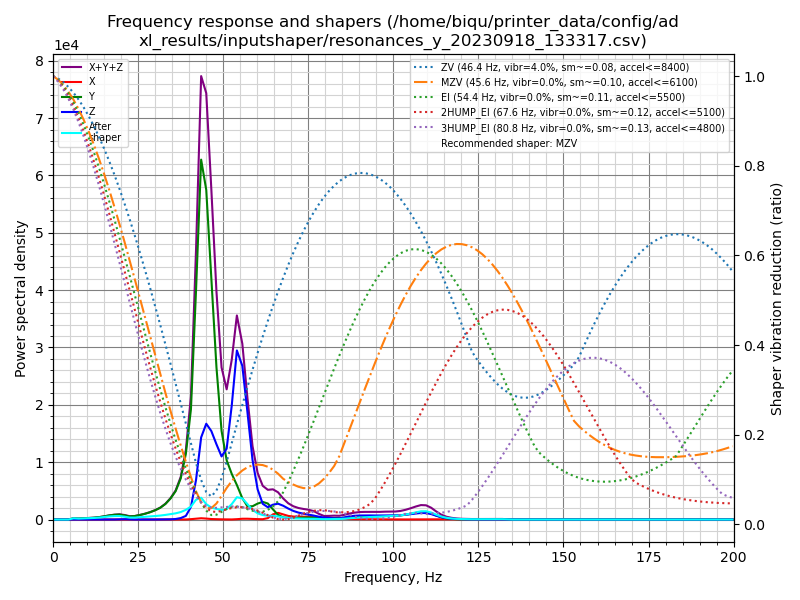 Frequency response and shapers (/home/biqu/printer_data/config/ad
xl_results/inputshaper/resonances_y_20230918_133317.csv)
1e4
8
7
6
5
4
3
2
1
0
Power spectral density
X+Y+Z
X
Y
Z
After
shaper
ZV (46.4 Hz, vibr=4.0%, sm~=0.08, accel<=8400)
MZV (45.6 Hz, vibr=0.0%, sm~=0.10, accel<=6100)
EI (54.4 Hz, vibr=0.0%, sm~=0.11, accel<=5500)
2HUMP_EI (67.6 Hz, vibr=0.0%, sm~=0.12, accel<=5100)
3HUMP_EI (80.8 Hz, vibr=0.0%, sm~=0.13, accel<=4800)
Recommended shaper: MZV
1.0
0.8
0.6
0.4
0.2
0.0
Shaper vibration reduction (ratio)
0 25 50 75 100 125 150 175 200
Frequency, Hz